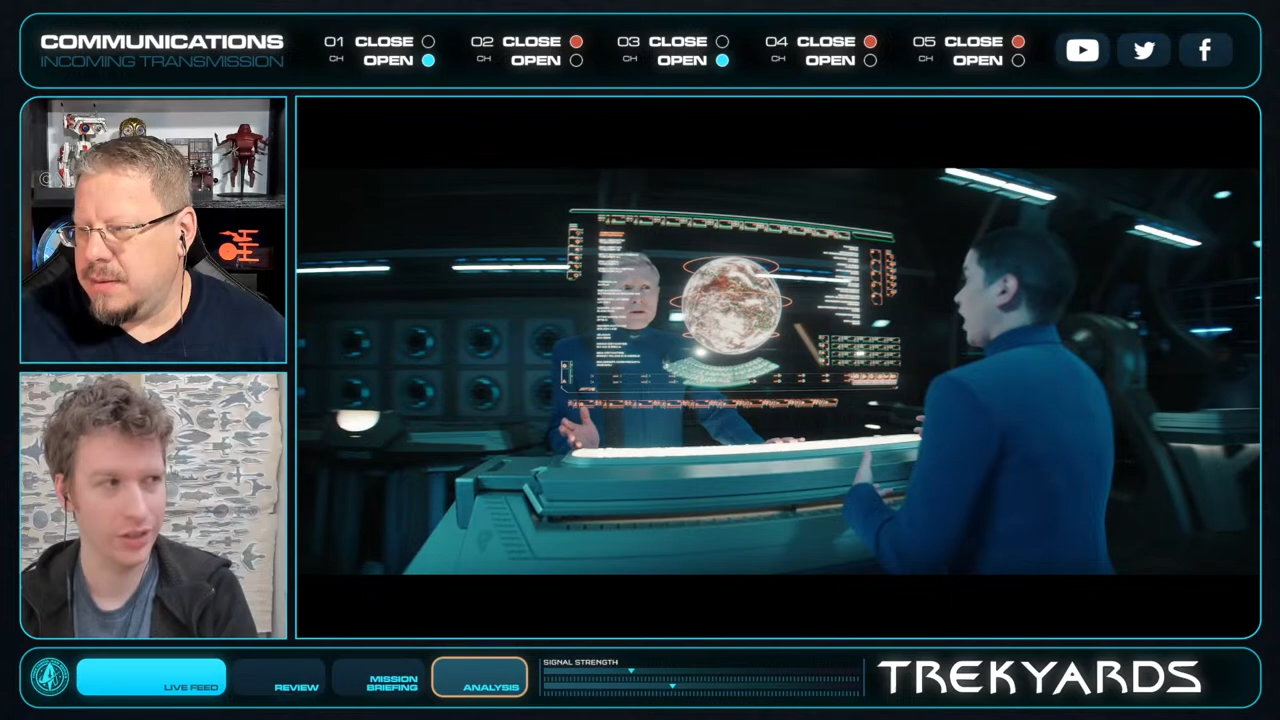 COMMUNICATIONS
INCOMING TRANSMISSION
01 CLOSE
CH OPEN
02 CLOSE
CH OPEN
03 CLOSE
CH OPEN
04 CLOSE
CH OPEN
05 CLOSE
CH OPEN
LIVE FEED
REVIEW
MISSION
BRIEFING
ANALYSIS
SIGNAL STRENGTH
TREKYARDS